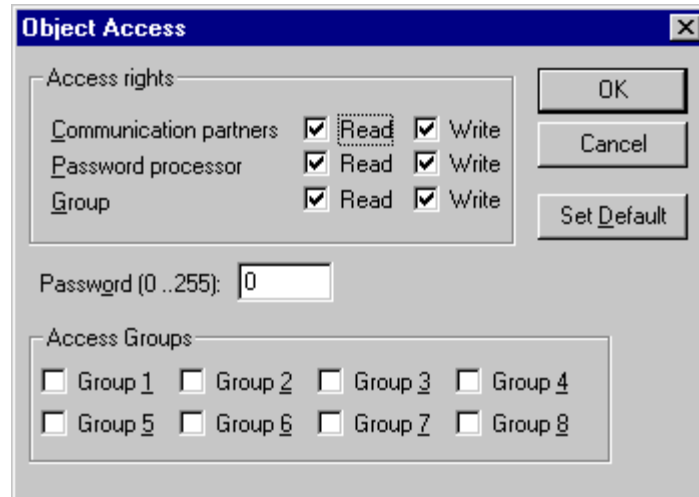 Object Access
Access rights
OK
Communication partners Read Write
Cancel
Password processor Read Write
Group Read Write
Set Default
Password (0 ..255): 0
Access Groups
Group 1 Group 2 Group 3 Group 4
Group 5 Group 6 Group 7 Group 8